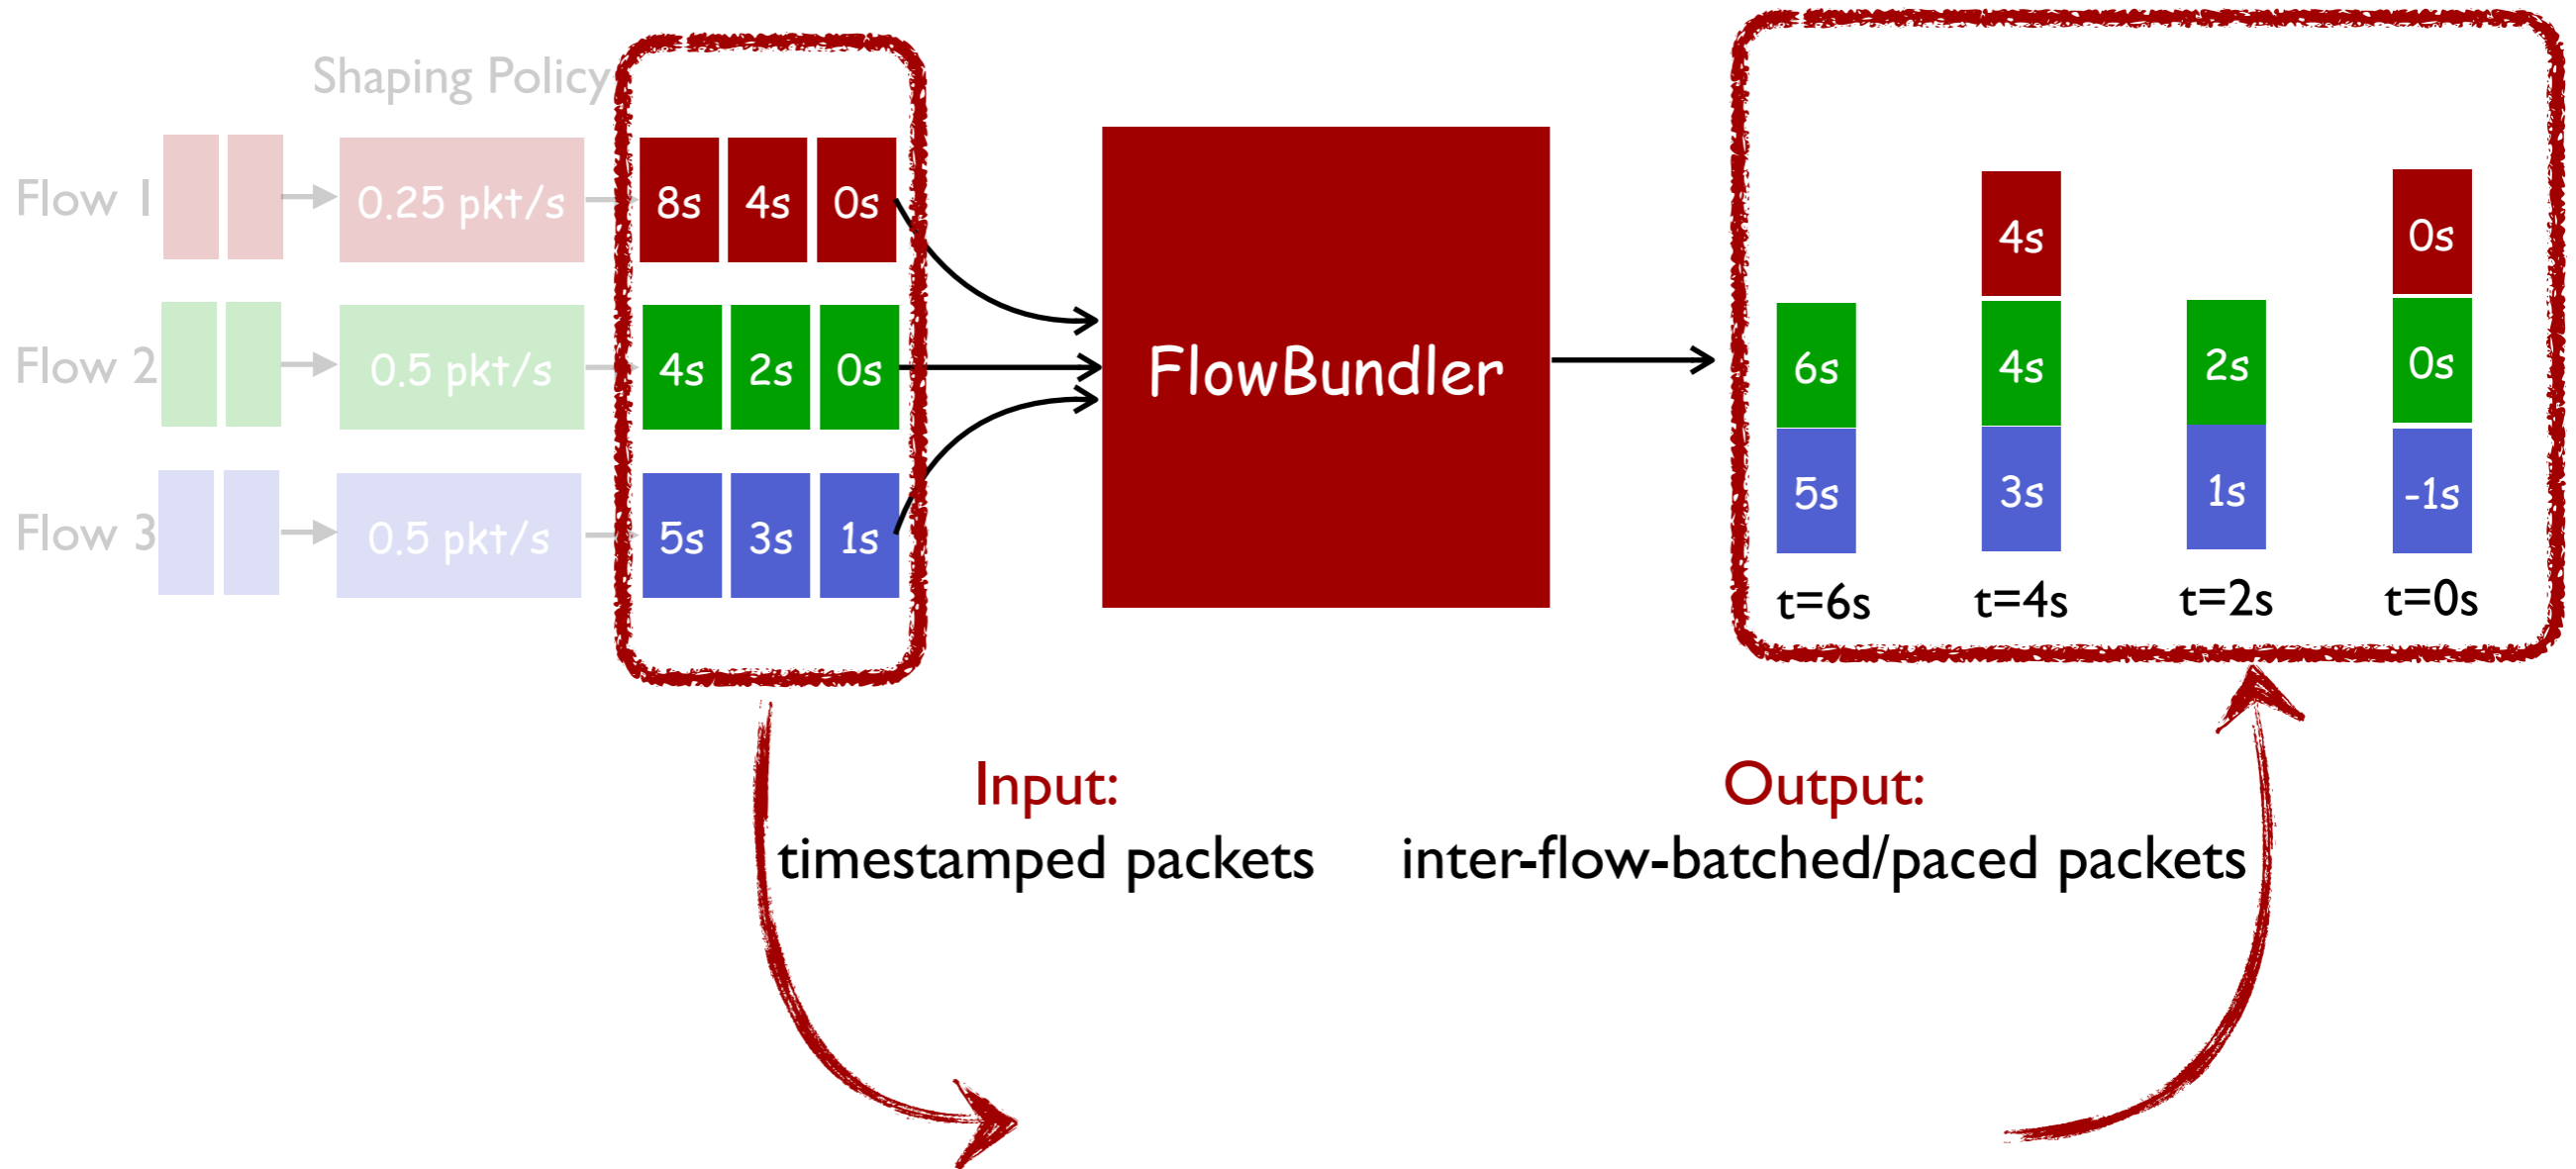 Shaping Policy
Flow 1 0.25 pkt/s 8s 4s 0s
Flow 2 0.5 pkt/s 4s 2s 0s
Flow 3 0.5 pkt/s 5s 3s 1s
FlowBundler
4s 0s
6s 4s 2s 0s
5s 3s 1s -1s
t=6s t=4s t=2s t=0s
Input:
timestamped packets
Output:
inter-flow-batched/paced packets